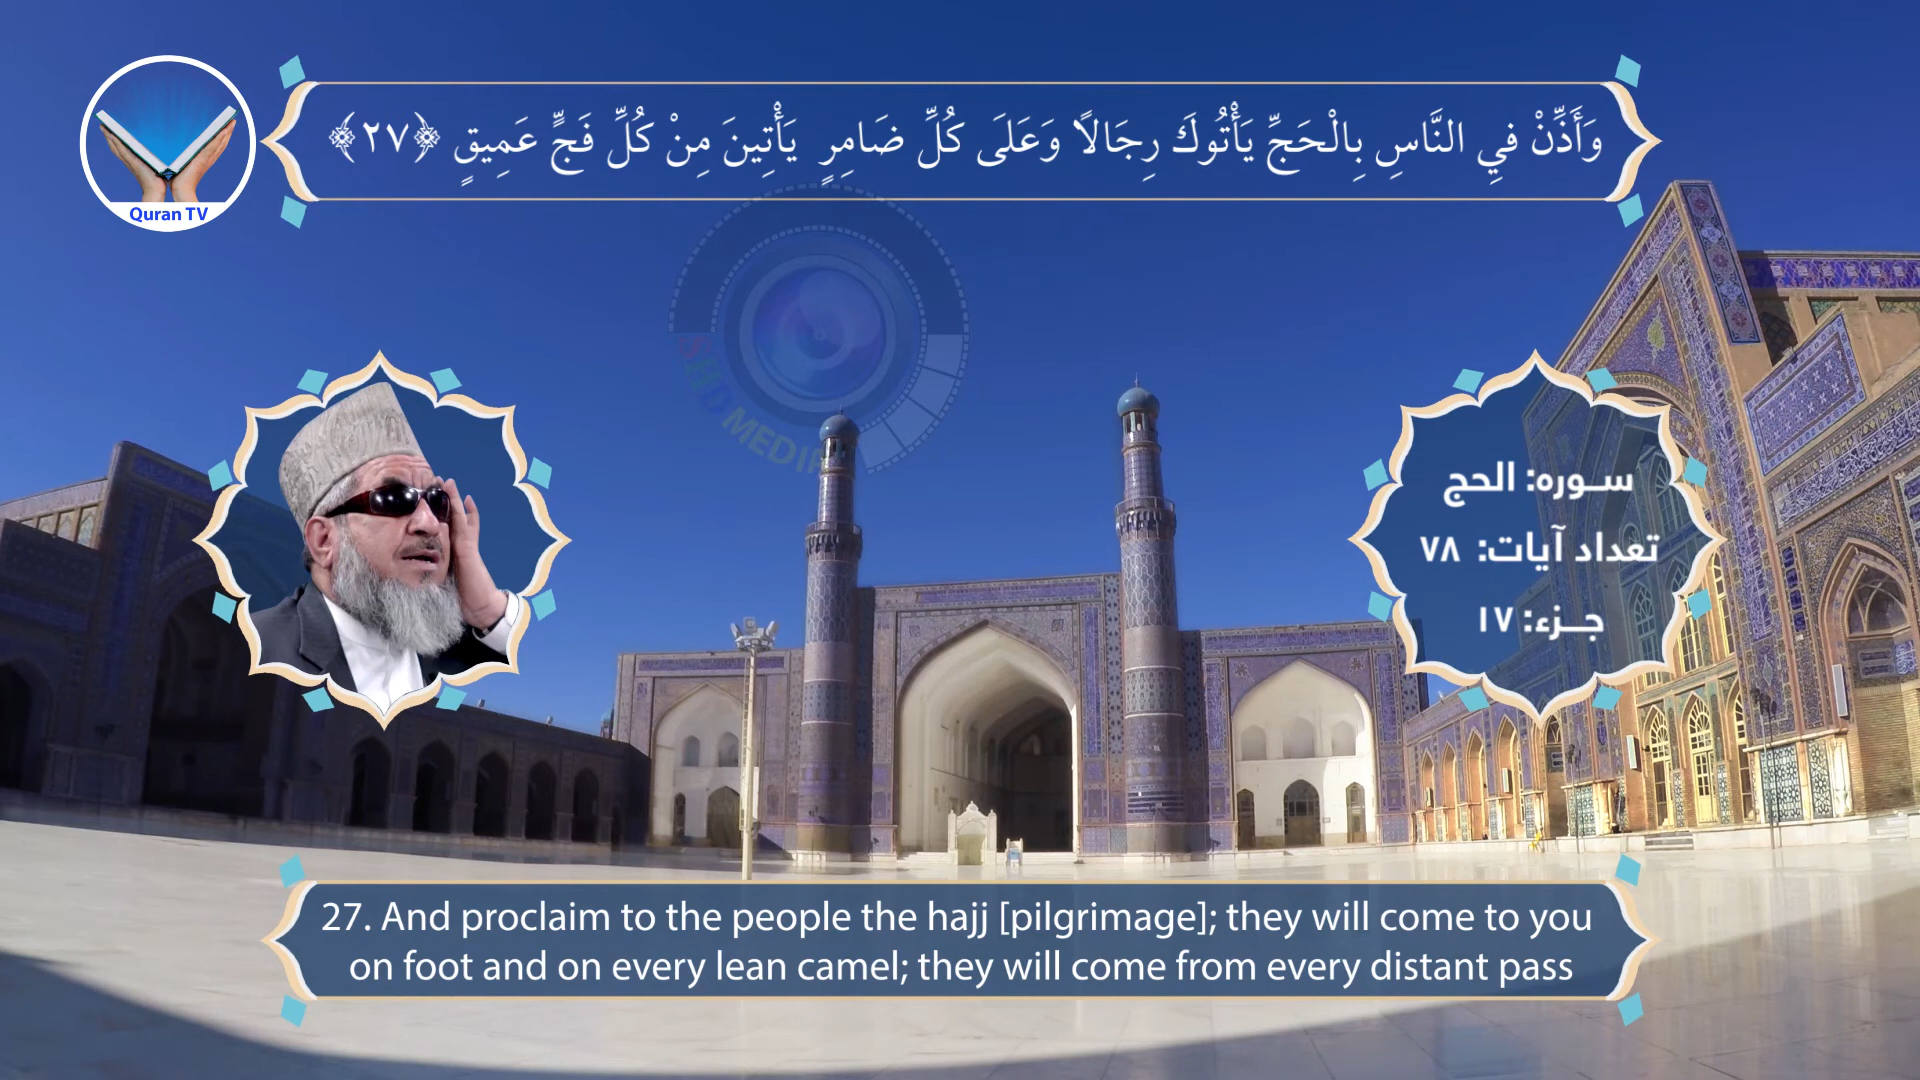 وَأَذِّنْ فِي النَّاسِ بِالْحَجِّ يَأْتُوكَ رِجَالًا وَعَلَى كُلِّ ضَامِرٍ يَأْتِينَ مِنْ كُلِّ فَجٍّ عَمِيقٍ ﴿٢٧﴾
Quran TV
SHD MEDIA
سوره: الحج
تعداد آیات: ۷۸
جزء: ۱۷
27. And proclaim to the people the hajj [pilgrimage]; they will come to you
on foot and on every lean camel; they will come from every distant pass